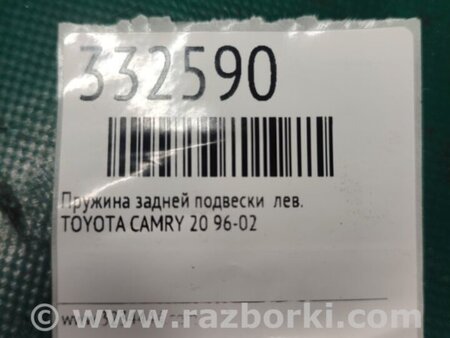 332590
Пружина задней подвески лев.
TOYOTA CAMRY 20 96-02
© www.razborki.com